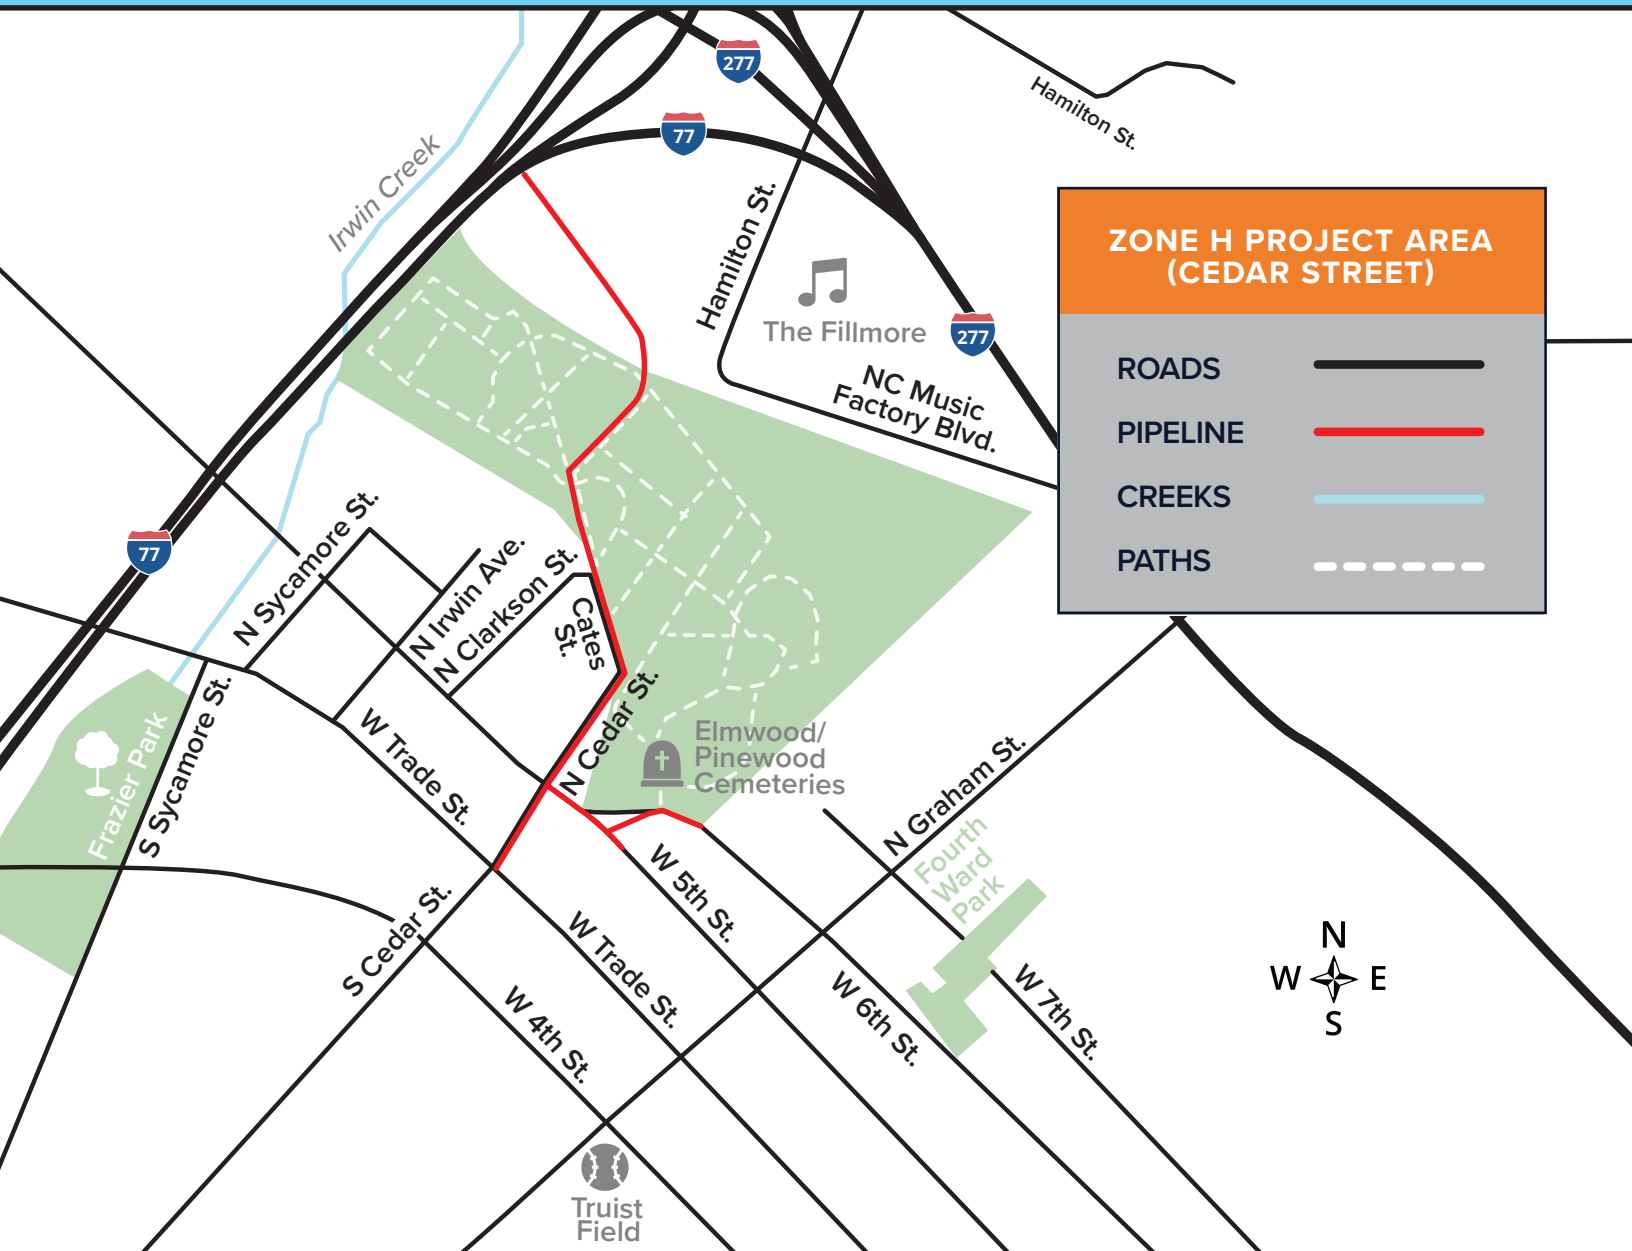 277
77
Hamilton St.
Irwin Creek
Hamilton St.
ZONE H PROJECT AREA
(CEDAR STREET)
ROADS
PIPELINE
CREEKS
PATHS
The Fillmore
277
NC Music
Factory Blvd.
77
N Sycamore St.
N Irwin Ave.
N Clarkson St.
Cates
St.
N Cedar St.
Frazier Park
S Sycamore St.
W Trade St.
Elmwood/
Pinewood
Cemeteries
N Graham St.
Fourth
Ward
Park
W 5th St.
S Cedar St.
W Trade St.
W 4th St.
W 6th St.
W 7th St.
N
W
E
S
Truist
Field